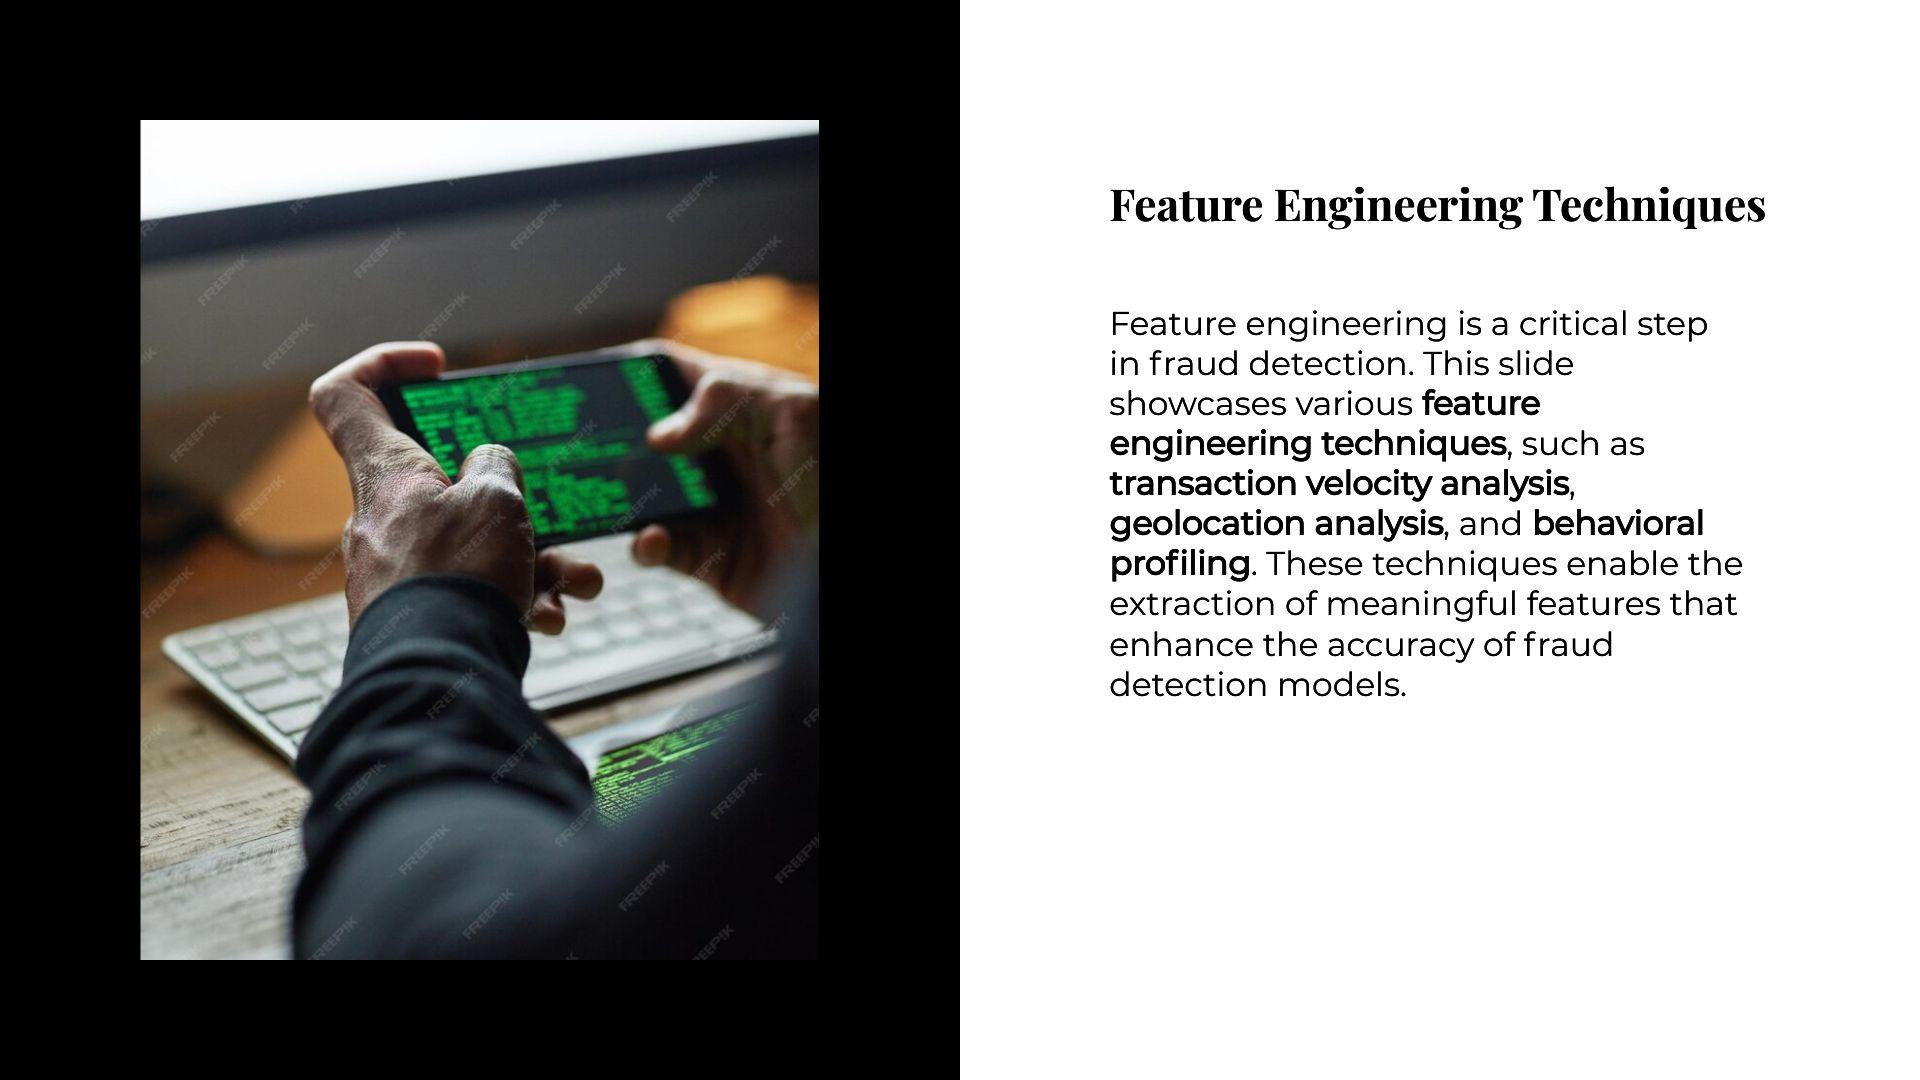 Feature Engineering Techniques
Feature engineering is a critical step
in fraud detection. This slide
showcases various feature
engineering techniques, such as
transaction velocity analysis,
geolocation analysis, and behavioral
profiling. These techniques enable the
extraction of meaningful features that
enhance the accuracy of fraud
detection models.
FREEPIK